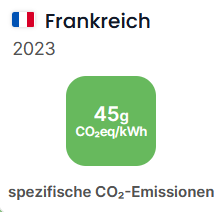 Frankreich
2023
45g
CO₂eq/kWh
spezifische CO₂-Emissionen